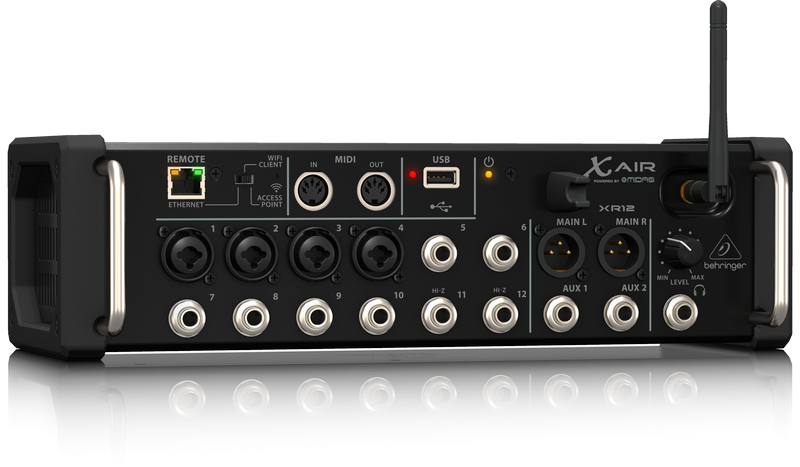 REMOTE
WIFI
CLIENT
ETHERNET
ACCESS
POINT
MIDI
IN
OUT
USB
X AIR
POWERED BY MIDAS
XR12
1
2
3
4
5
6
MAIN L
MAIN R
behringer
MIN
MAX
LEVEL
7
8
9
10
HI-Z 11
HI-Z 12
AUX 1
AUX 2